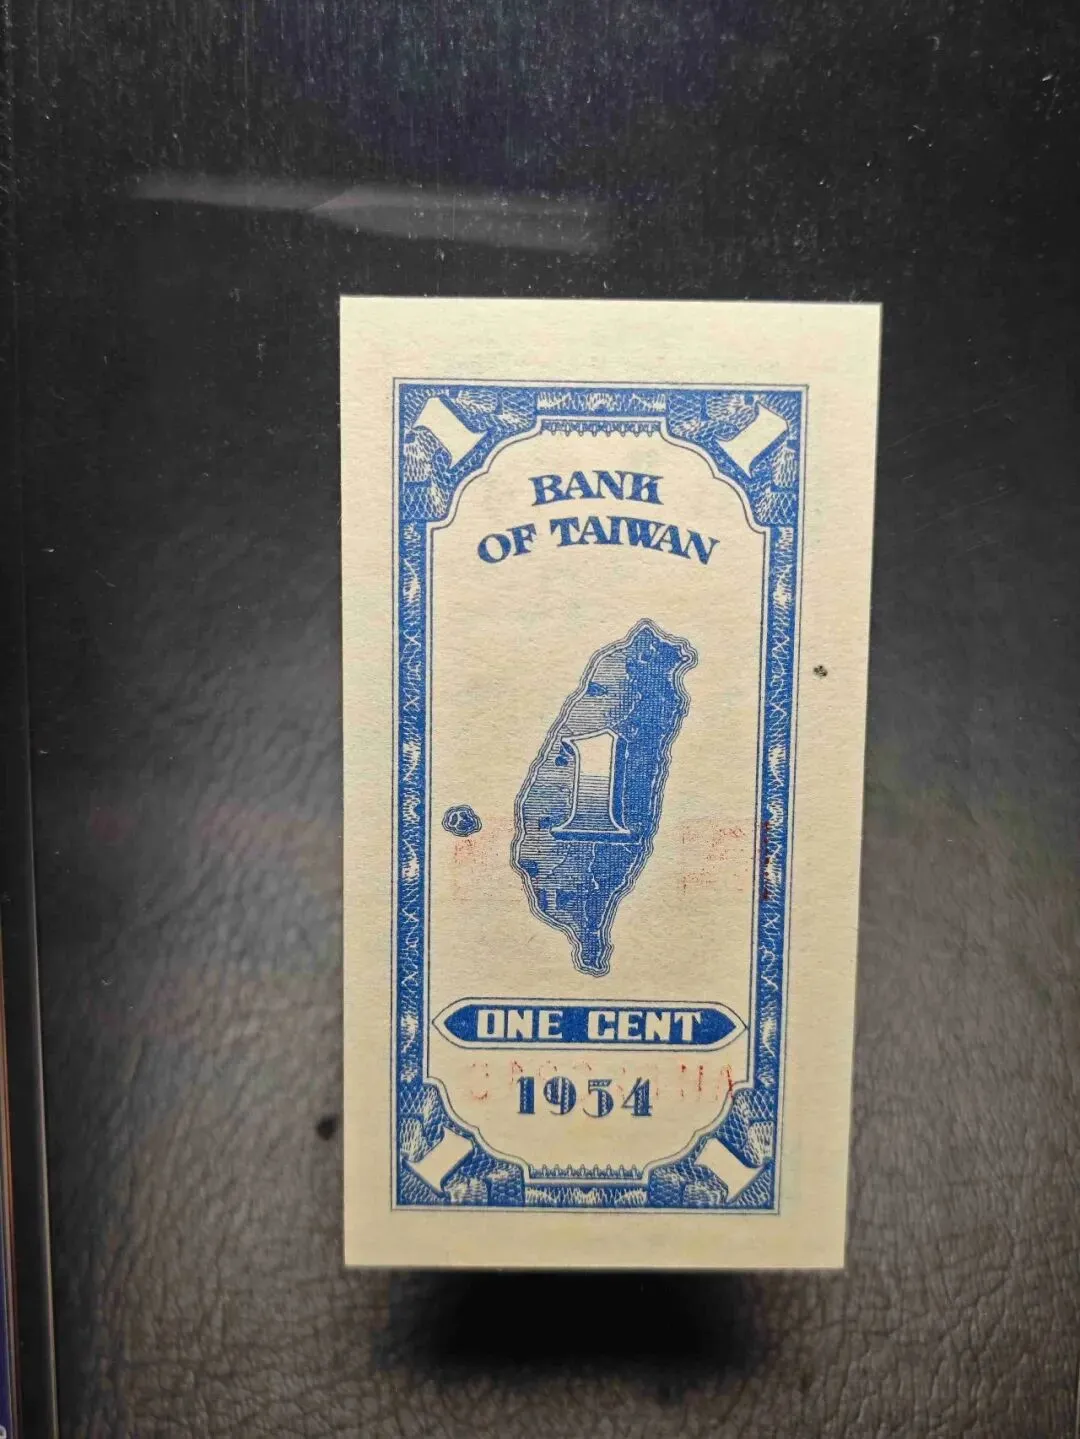 BANK
OF TAIWAN
1
ONE CENT
1954